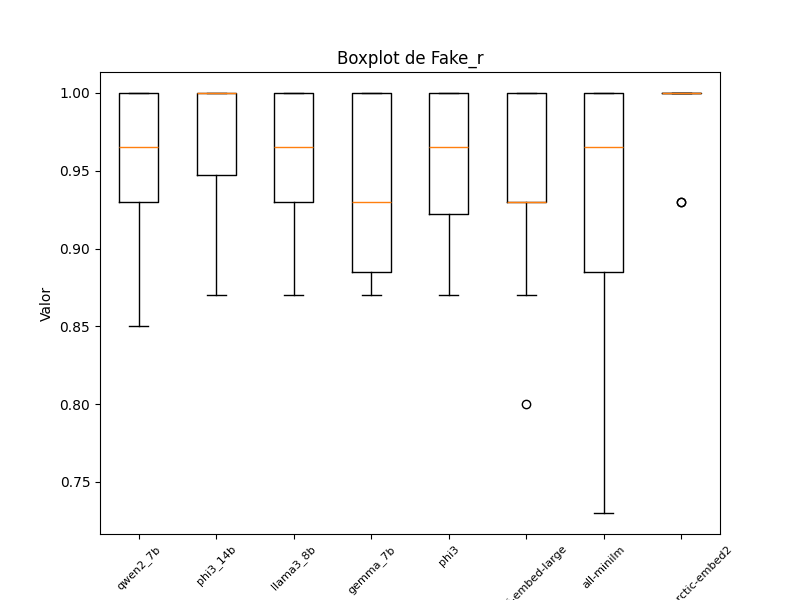 Boxplot de Fake_r
1.00
0.95
0.90
0.85
0.80
0.75
Valor
qwen2_7b
phi3_14b
llama3_8b
gemma_7b
phi3
-embed-large
all-minilm
rctic-embed2